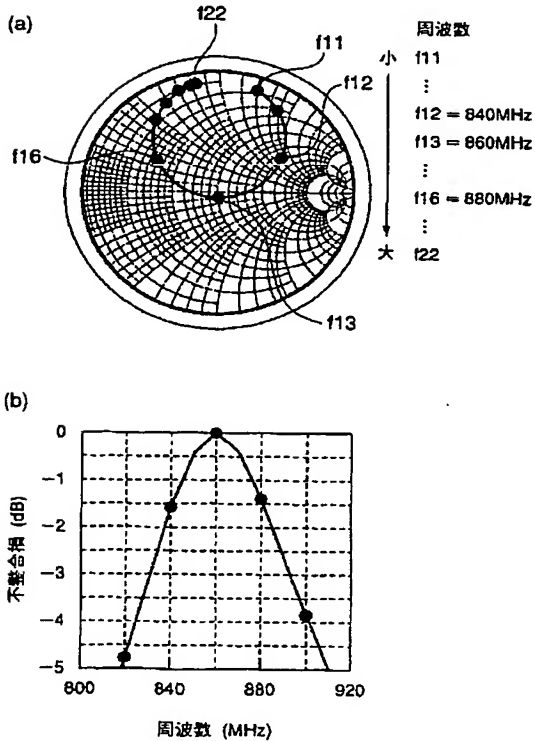 (a)
f22
f11
f12
f16
f13
周波数
小 f11
⋮
f12 = 840MHz
f13 = 860MHz
⋮
f16 = 880MHz
⋮
大 f22
(b)
不整合損 (dB)
0
−1
−2
−3
−4
−5
800 840 880 920
周波数 (MHz)